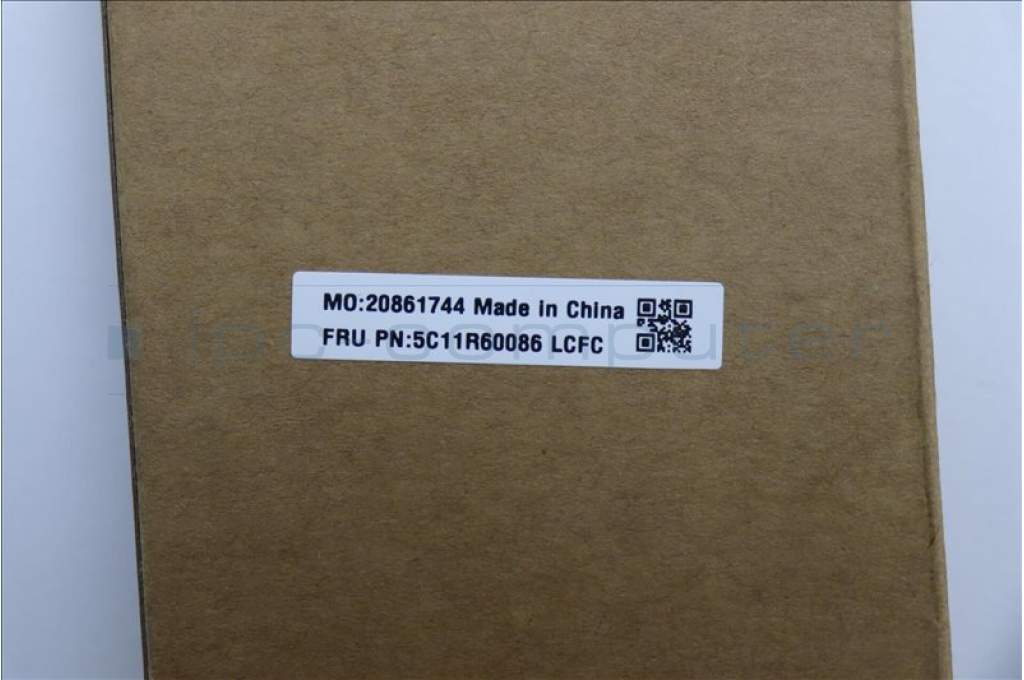 MO:20861744 Made in China
FRU PN:5C11R60086 LCFC